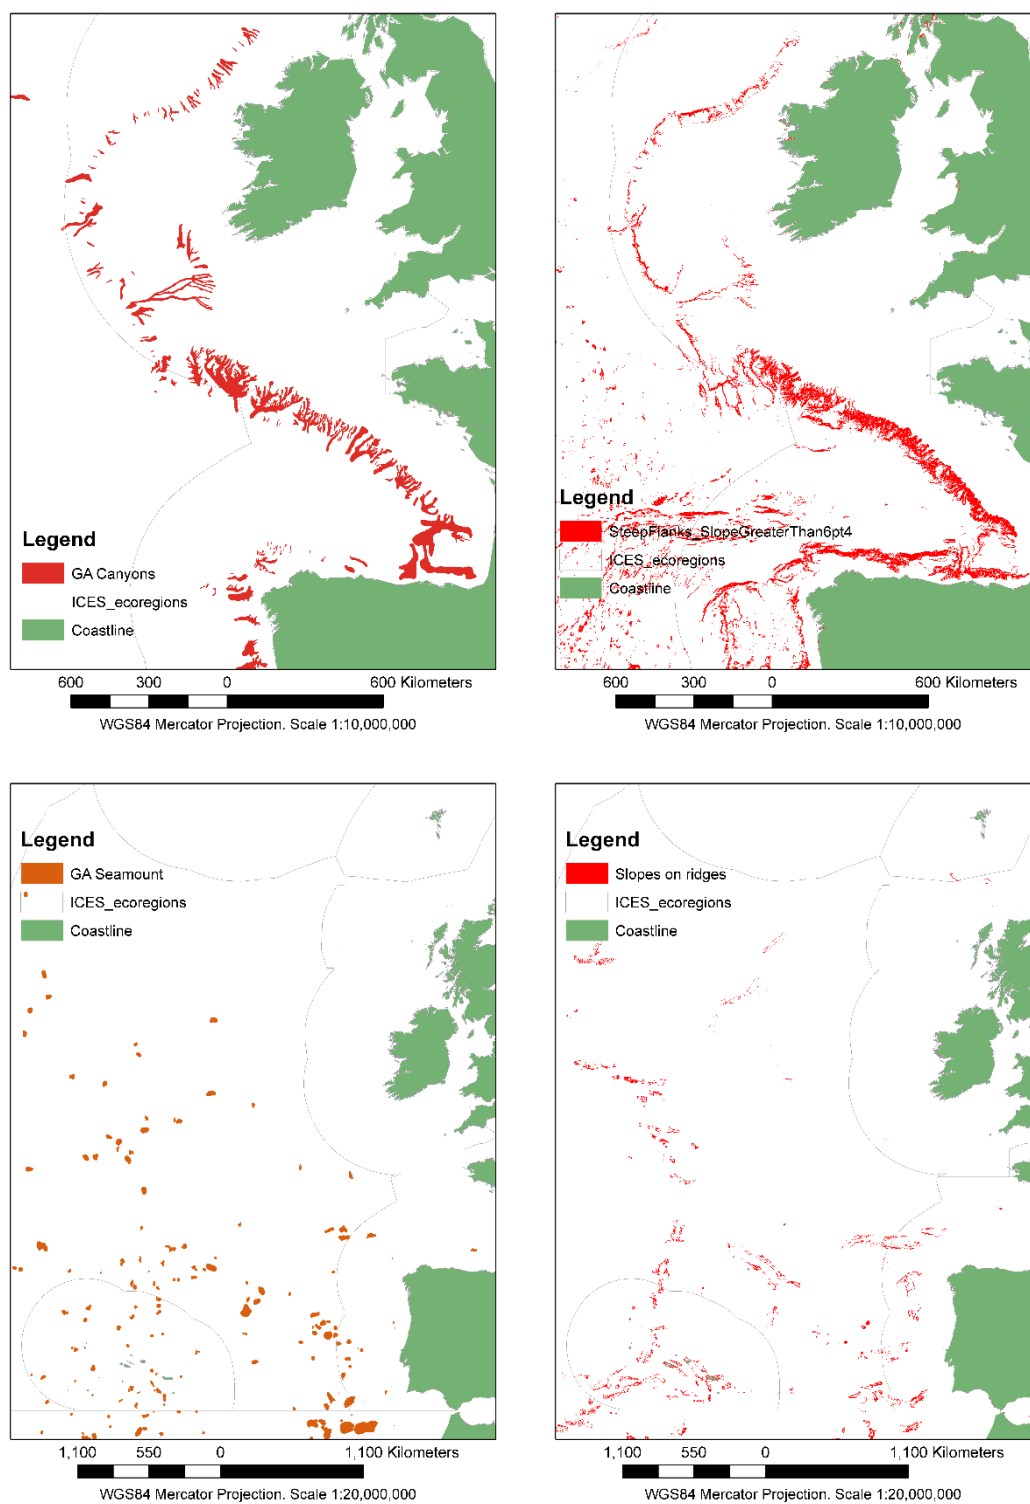 Legend
GA Canyons
ICES_ecoregions
Coastline
600 300 0 600 Kilometers
WGS84 Mercator Projection. Scale 1:10,000,000
Legend
SteepFlanks_SlopeGreaterThan6pt4
ICES_ecoregions
Coastline
600 300 0 600 Kilometers
WGS84 Mercator Projection. Scale 1:10,000,000
Legend
GA Seamount
ICES_ecoregions
Coastline
1,100 550 0 1,100 Kilometers
WGS84 Mercator Projection. Scale 1:20,000,000
Legend
Slopes on ridges
ICES_ecoregions
Coastline
1,100 550 0 1,100 Kilometers
WGS84 Mercator Projection. Scale 1:20,000,000